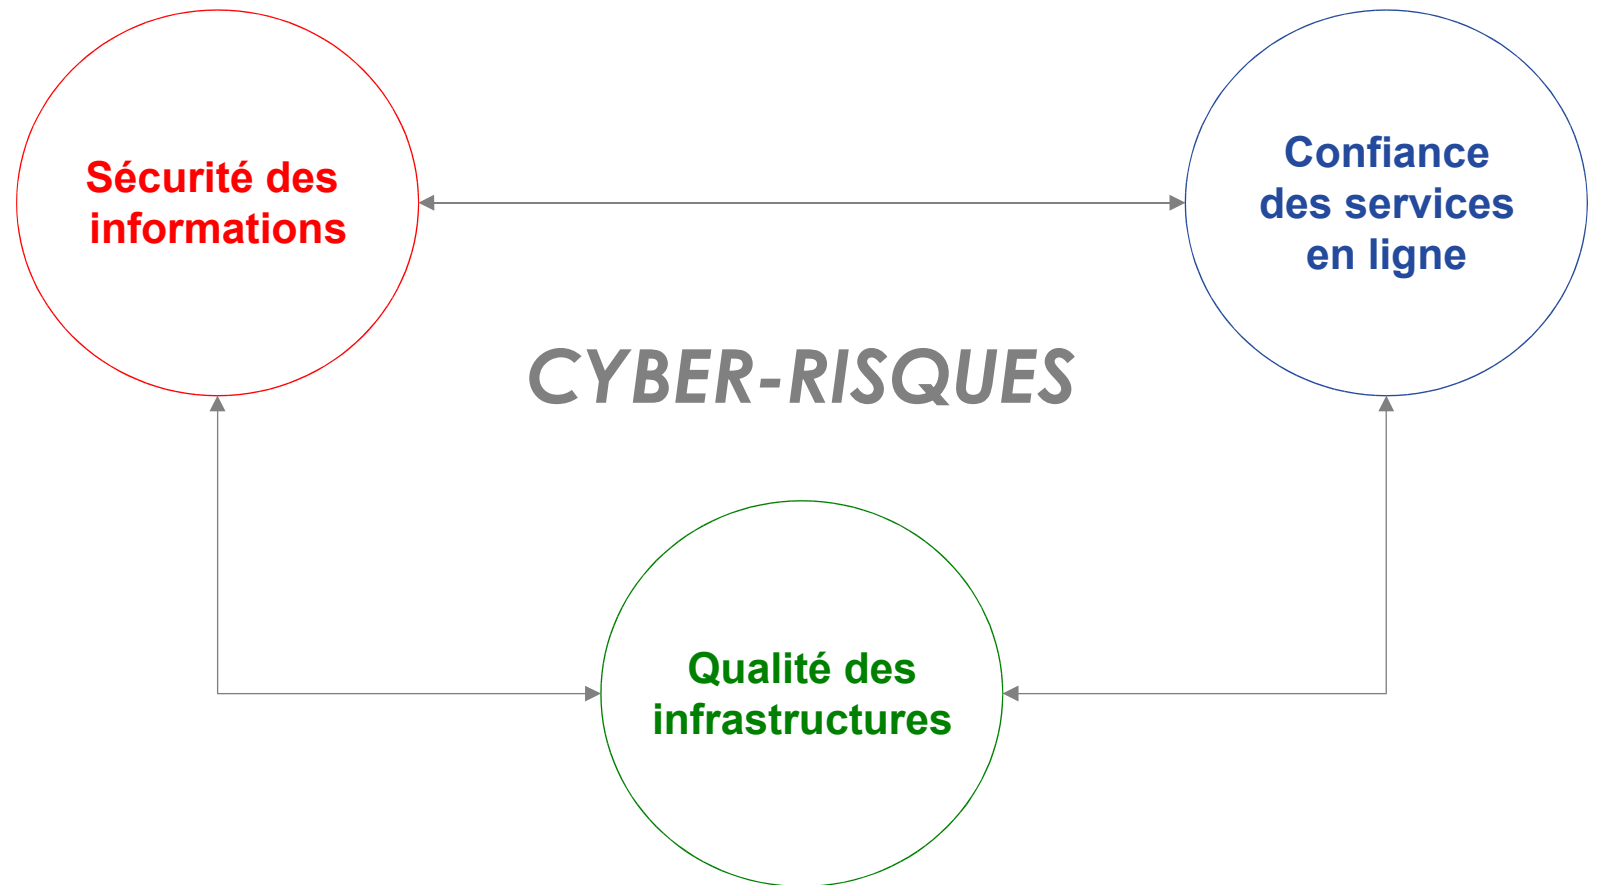 Sécurité des
informations
Confiance
des services
en ligne
CYBER-RISQUES
Qualité des
infrastructures